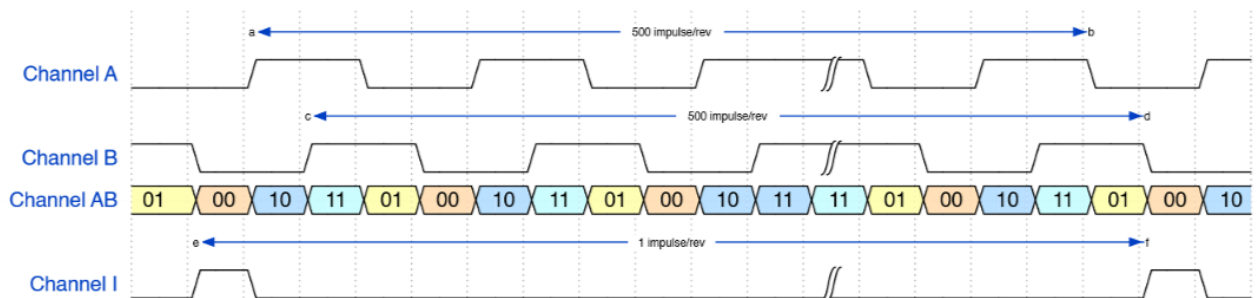 a 500 impulse/rev b
Channel A
c 500 impulse/rev d
Channel B
Channel AB 01 00 10 11 01 00 10 11 01 00 10 11 11 01 00 10 11 01 00 10
e 1 impulse/rev f
Channel I